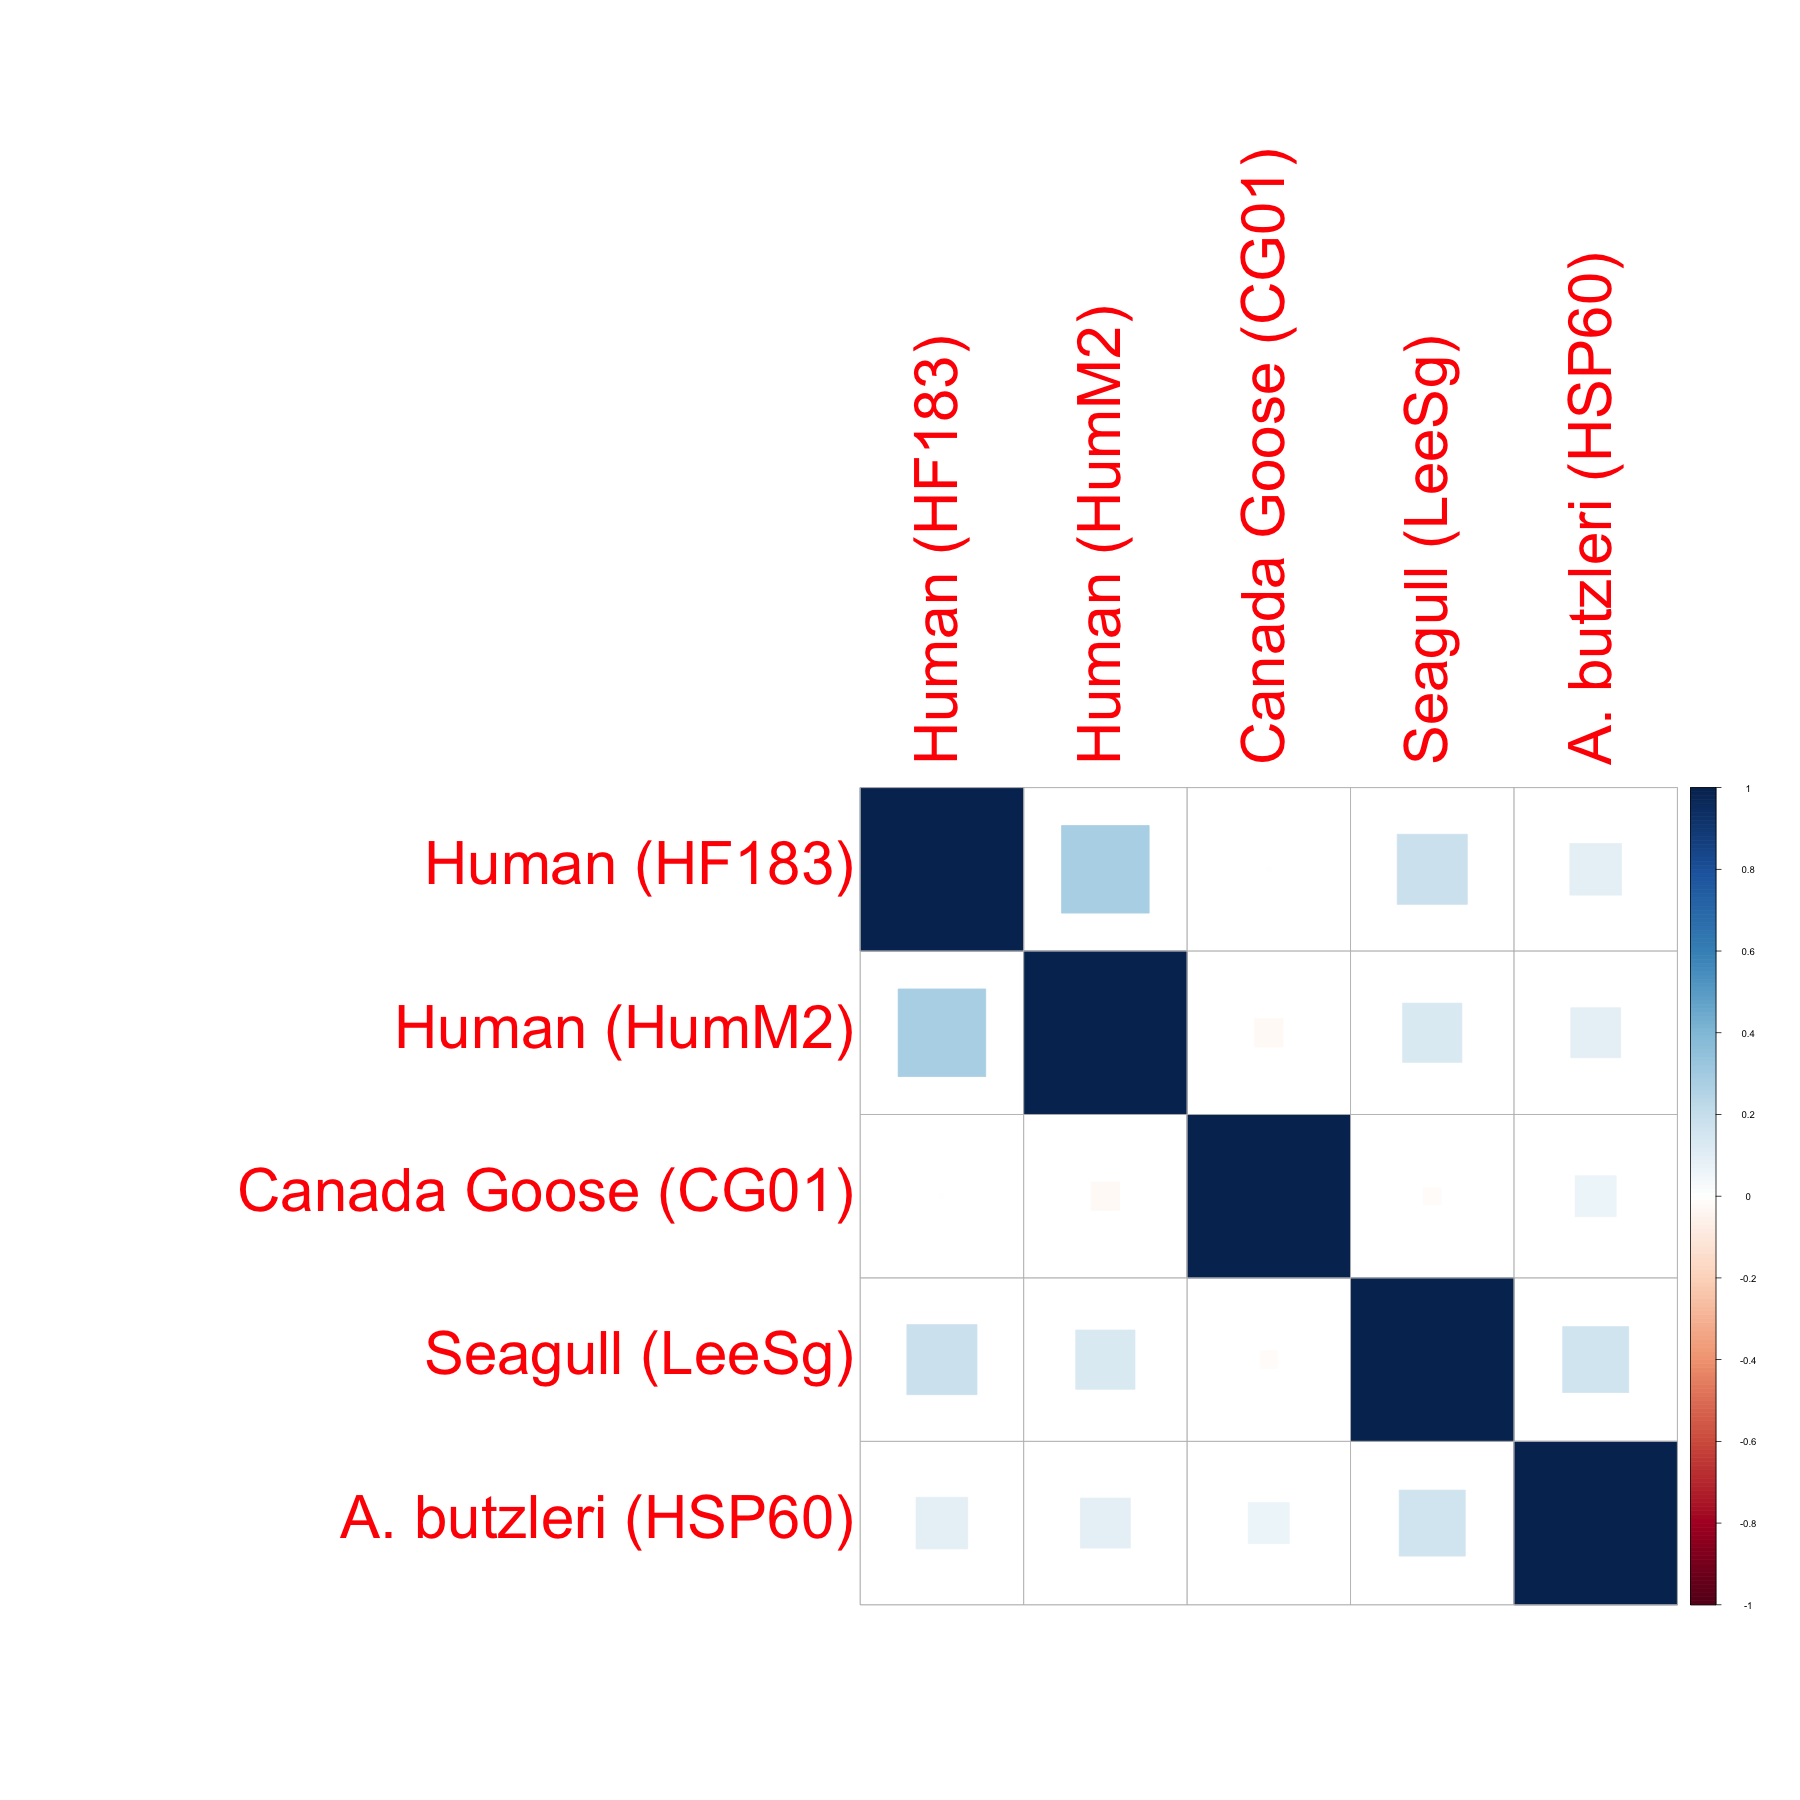 Human (HF183)
Human (HumM2)
Canada Goose (CG01)
Seagull (LeeSg)
A. butzleri (HSP60)
Human (HF183)
Human (HumM2)
Canada Goose (CG01)
Seagull (LeeSg)
A. butzleri (HSP60)
1
0.8
0.6
0.4
0.2
0
-0.2
-0.4
-0.6
-0.8
-1